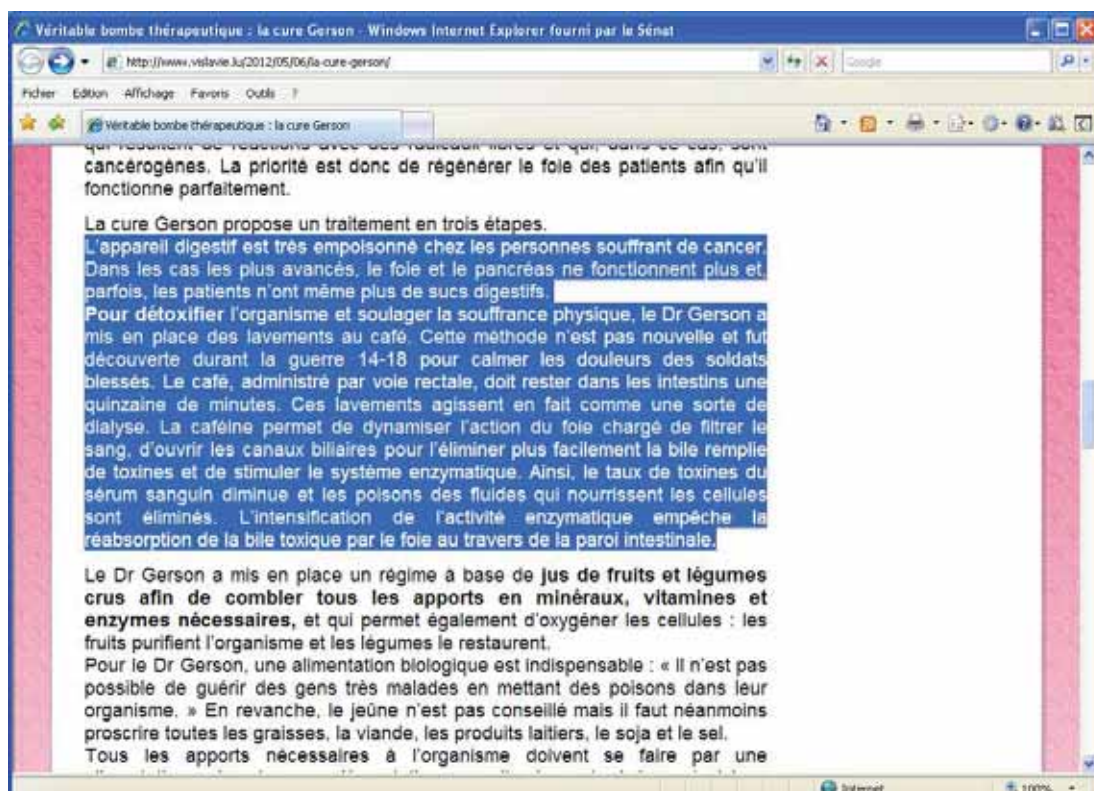 Véritable bombe thérapeutique : la cure Gerson - Windows Internet Explorer fourni par le Sénat
http://www.vislavie.lu/2012/05/06/la-cure-gerson/
Google
Fichier Edition Affichage Favoris Outils ?
Véritable bombe thérapeutique : la cure Gerson
qui résultent de réactions avec des radicaux libres et qui, dans ce cas, sont
cancérogènes. La priorité est donc de régénérer le foie des patients afin qu'il
fonctionne parfaitement.
La cure Gerson propose un traitement en trois étapes.
L'appareil digestif est très empoisonné chez les personnes souffrant de cancer.
Dans les cas les plus avancés, le foie et le pancréas ne fonctionnent plus et,
parfois, les patients n'ont même plus de sucs digestifs.
Pour détoxifier l'organisme et soulager la souffrance physique, le Dr Gerson a
mis en place des lavements au café. Cette méthode n'est pas nouvelle et fut
découverte durant la guerre 14-18 pour calmer les douleurs des soldats
blessés. Le café, administré par voie rectale, doit rester dans les intestins une
quinzaine de minutes. Ces lavements agissent en fait comme une sorte de
dialyse. La caféine permet de dynamiser l'action du foie chargé de filtrer le
sang, d'ouvrir les canaux biliaires pour l'éliminer plus facilement la bile remplie
de toxines et de stimuler le système enzymatique. Ainsi, le taux de toxines du
sérum sanguin diminue et les poisons des fluides qui nourrissent les cellules
sont éliminés. L'intensification de l'activité enzymatique empêche la
réabsorption de la bile toxique par le foie au travers de la paroi intestinale.
Le Dr Gerson a mis en place un régime à base de jus de fruits et légumes
crus afin de combler tous les apports en minéraux, vitamines et
enzymes nécessaires, et qui permet également d'oxygéner les cellules : les
fruits purifient l'organisme et les légumes le restaurent.
Pour le Dr Gerson, une alimentation biologique est indispensable : « Il n'est pas
possible de guérir des gens très malades en mettant des poisons dans leur
organisme. » En revanche, le jeûne n'est pas conseillé mais il faut néanmoins
proscrire toutes les graisses, la viande, les produits laitiers, le soja et le sel.
Tous les apports nécessaires à l'organisme doivent se faire par une
Internet 100%